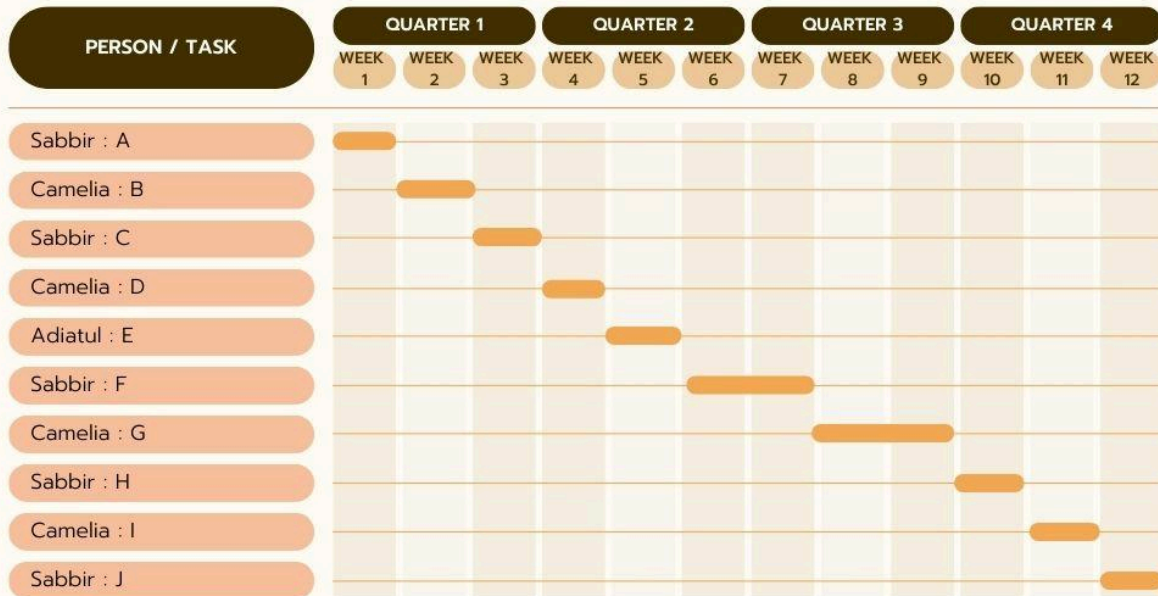 PERSON / TASK
QUARTER 1
QUARTER 2
QUARTER 3
QUARTER 4
WEEK 1
WEEK 2
WEEK 3
WEEK 4
WEEK 5
WEEK 6
WEEK 7
WEEK 8
WEEK 9
WEEK 10
WEEK 11
WEEK 12
Sabbir : A
Camelia : B
Sabbir : C
Camelia : D
Adiatul : E
Sabbir : F
Camelia : G
Sabbir : H
Camelia : I
Sabbir : J